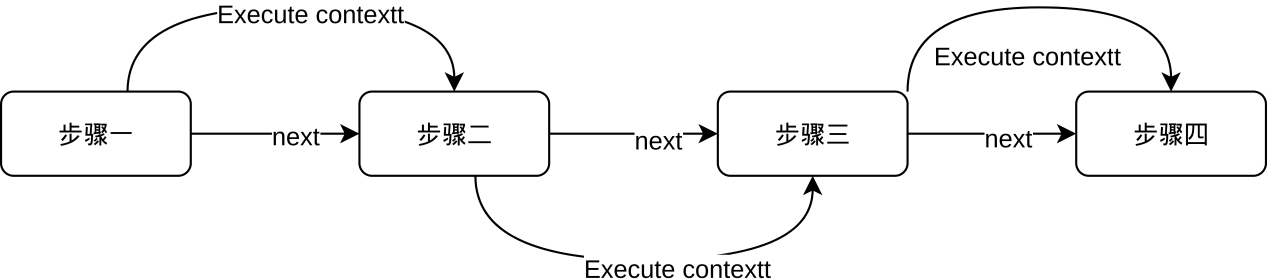 Execute contextt
Execute contextt
步骤一
next
步骤二
next
步骤三
next
步骤四
Execute contextt